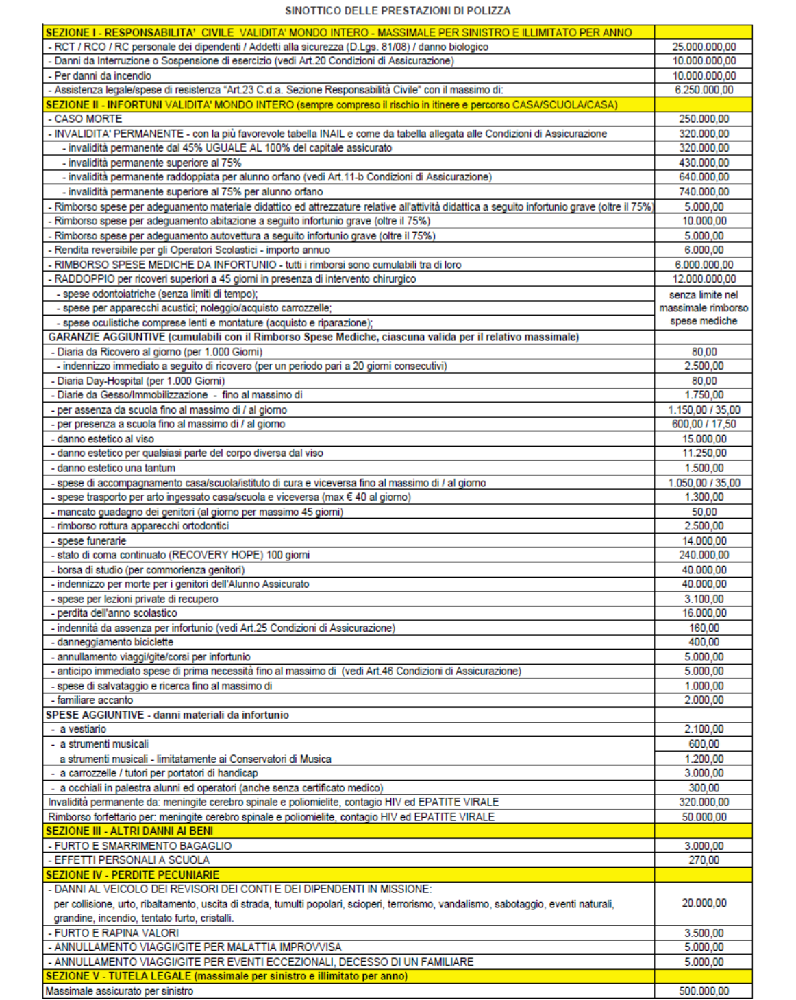 SINOTTICO DELLE PRESTAZIONI DI POLIZZA
SEZIONE I - RESPONSABILITA' CIVILE VALIDITA' MONDO INTERO - MASSIMALE PER SINISTRO E ILLIMITATO PER ANNO
- RCT / RCO / RC personale dei dipendenti / Addetti alla sicurezza (D.Lgs. 81/08) / danno biologico 25.000.000,00
- Danni da Interruzione o Sospensione di esercizio (vedi Art.20 Condizioni di Assicurazione) 10.000.000,00
- Per danni da incendio 10.000.000,00
- Assistenza legale/spese di resistenza “Art.23 C.d.a. Sezione Responsabilità Civile” con il massimo di: 6.250.000,00
SEZIONE II - INFORTUNI VALIDITA' MONDO INTERO (sempre compreso il rischio in itinere e percorso CASA/SCUOLA/CASA)
- CASO MORTE 250.000,00
- INVALIDITA' PERMANENTE - con la più favorevole tabella INAIL e come da tabella allegata alle Condizioni di Assicurazione 320.000,00
- invalidità permanente dal 45% UGUALE AL 100% del capitale assicurato 320.000,00
- invalidità permanente superiore al 75% 430.000,00
- invalidità permanente raddoppiata per alunno orfano (vedi Art.11-b Condizioni di Assicurazione) 640.000,00
- invalidità permanente superiore al 75% per alunno orfano 740.000,00
- Rimborso spese per adeguamento materiale didattico ed attrezzature relative all'attività didattica a seguito infortunio grave (oltre il 75%) 5.000,00
- Rimborso spese per adeguamento abitazione a seguito infortunio grave (oltre il 75%) 10.000,00
- Rimborso spese per adeguamento autovettura a seguito infortunio grave (oltre il 75%) 5.000,00
- Rendita reversibile per gli Operatori Scolastici - importo annuo 6.000,00
- RIMBORSO SPESE MEDICHE DA INFORTUNIO - tutti i rimborsi sono cumulabili tra di loro 6.000.000,00
- RADDOPPIO per ricoveri superiori a 45 giorni in presenza di intervento chirurgico 12.000.000,00
- spese odontoiatriche (senza limiti di tempo); senza limite nel
- spese per apparecchi acustici; noleggio/acquisto carrozzelle; massimale rimborso
- spese oculistiche comprese lenti e montature (acquisto e riparazione); spese mediche
GARANZIE AGGIUNTIVE (cumulabili con il Rimborso Spese Mediche, ciascuna valida per il relativo massimale)
- Diaria da Ricovero al giorno (per 1.000 Giorni) 80,00
- indennizzo immediato a seguito di ricovero (per un periodo pari a 20 giorni consecutivi) 2.500,00
- Diaria Day-Hospital (per 1.000 Giorni) 80,00
- Diarie da Gesso/Immobilizzazione - fino al massimo di 1.750,00
- per assenza da scuola fino al massimo di / al giorno 1.150,00 / 35,00
- per presenza a scuola fino al massimo di / al giorno 600,00 / 17,50
- danno estetico al viso 15.000,00
- danno estetico per qualsiasi parte del corpo diversa dal viso 11.250,00
- danno estetico una tantum 1.500,00
- spese di accompagnamento casa/scuola/istituto di cura e viceversa fino al massimo di / al giorno 1.050,00 / 35,00
- spese trasporto per arto ingessato casa/scuola e viceversa (max € 40 al giorno) 1.300,00
- mancato guadagno dei genitori (al giorno per massimo 45 giorni) 50,00
- rimborso rottura apparecchi ortodontici 2.500,00
- spese funerarie 14.000,00
- stato di coma continuato (RECOVERY HOPE) 100 giorni 240.000,00
- borsa di studio (per commorienza genitori) 40.000,00
- indennizzo per morte per i genitori dell'Alunno Assicurato 40.000,00
- spese per lezioni private di recupero 3.100,00
- perdita dell'anno scolastico 16.000,00
- indennità da assenza per infortunio (vedi Art.25 Condizioni di Assicurazione) 160,00
- danneggiamento biciclette 400,00
- annullamento viaggi/gite/corsi per infortunio 5.000,00
- anticipo immediato spese di prima necessità fino al massimo di (vedi Art.46 Condizioni di Assicurazione) 5.000,00
- spese di salvataggio e ricerca fino al massimo di 1.000,00
- familiare accanto 2.000,00
SPESE AGGIUNTIVE - danni materiali da infortunio
- a vestiario 2.100,00
- a strumenti musicali 600,00
a strumenti musicali - limitatamente ai Conservatori di Musica 1.200,00
- a carrozzelle / tutori per portatori di handicap 3.000,00
- a occhiali in palestra alunni ed operatori (anche senza certificato medico) 300,00
Invalidità permanente da: meningite cerebro spinale e poliomielite, contagio HIV ed EPATITE VIRALE 320.000,00
Rimborso forfettario per: meningite cerebro spinale e poliomielite, contagio HIV ed EPATITE VIRALE 50.000,00
SEZIONE III - ALTRI DANNI AI BENI
- FURTO E SMARRIMENTO BAGAGLIO 3.000,00
- EFFETTI PERSONALI A SCUOLA 270,00
SEZIONE IV - PERDITE PECUNIARIE
- DANNI AL VEICOLO DEI REVISORI DEI CONTI E DEI DIPENDENTI IN MISSIONE:
per collisione, urto, ribaltamento, uscita di strada, tumulti popolari, scioperi, terrorismo, vandalismo, sabotaggio, eventi naturali, 20.000,00
grandine, incendio, tentato furto, cristalli.
- FURTO E RAPINA VALORI 3.500,00
- ANNULLAMENTO VIAGGI/GITE PER MALATTIA IMPROVVISA 5.000,00
- ANNULLAMENTO VIAGGI/GITE PER EVENTI ECCEZIONALI, DECESSO DI UN FAMILIARE 5.000,00
SEZIONE V - TUTELA LEGALE (massimale per sinistro e illimitato per anno)
Massimale assicurato per sinistro 500.000,00